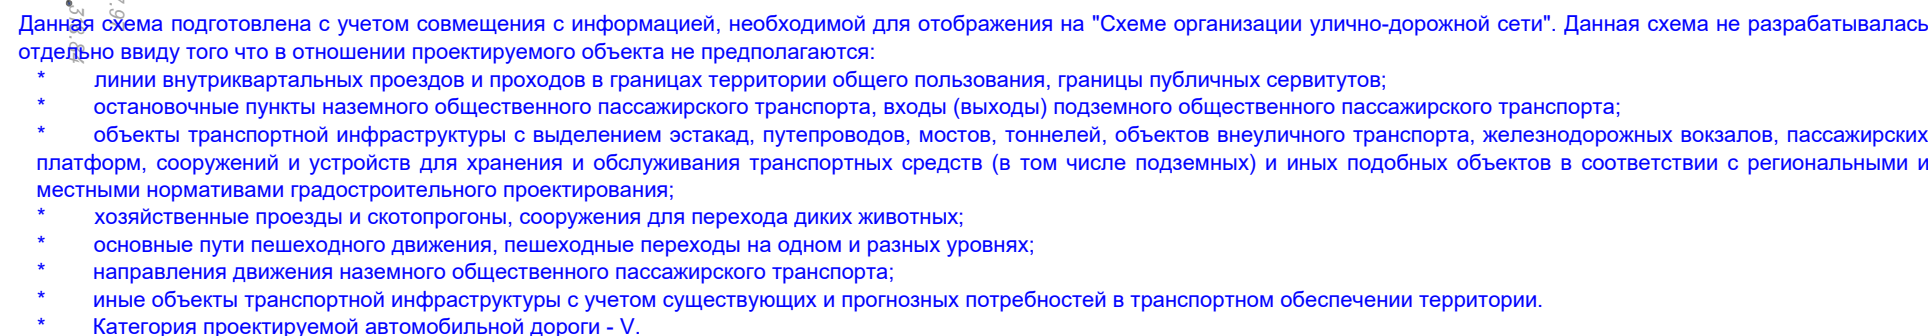 Данная схема подготовлена с учетом совмещения с информацией, необходимой для отображения на "Схеме организации улично-дорожной сети". Данная схема не разрабатывалась
отдельно ввиду того что в отношении проектируемого объекта не предполагаются:
* линии внутриквартальных проездов и проходов в границах территории общего пользования, границы публичных сервитутов;
* остановочные пункты наземного общественного пассажирского транспорта, входы (выходы) подземного общественного пассажирского транспорта;
* объекты транспортной инфраструктуры с выделением эстакад, путепроводов, мостов, тоннелей, объектов внеуличного транспорта, железнодорожных вокзалов, пассажирских
платформ, сооружений и устройств для хранения и обслуживания транспортных средств (в том числе подземных) и иных подобных объектов в соответствии с региональными и
местными нормативами градостроительного проектирования;
* хозяйственные проезды и скотопрогоны, сооружения для перехода диких животных;
* основные пути пешеходного движения, пешеходные переходы на одном и разных уровнях;
* направления движения наземного общественного пассажирского транспорта;
* иные объекты транспортной инфраструктуры с учетом существующих и прогнозных потребностей в транспортном обеспечении территории.
* Категория проектируемой автомобильной дороги - V.